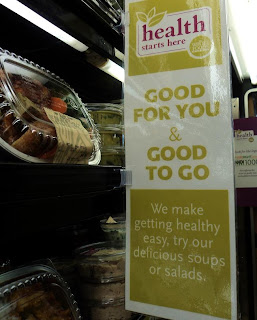 health
starts here
GOOD
FOR YOU
&
GOOD
TO GO
We make
getting healthy
easy, try our
delicious soups
or salads.
health